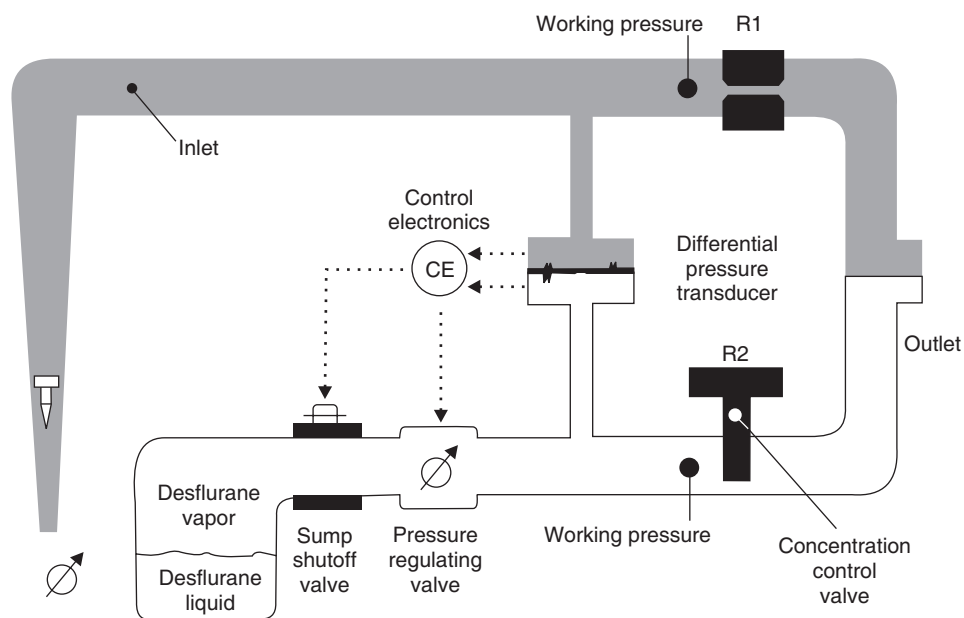 Working pressure
R1
Inlet
Control
electronics
CE
Differential
pressure
transducer
R2
Outlet
Desflurane
vapor
Desflurane
liquid
Sump
shutoff
valve
Pressure
regulating
valve
Working pressure
Concentration
control
valve